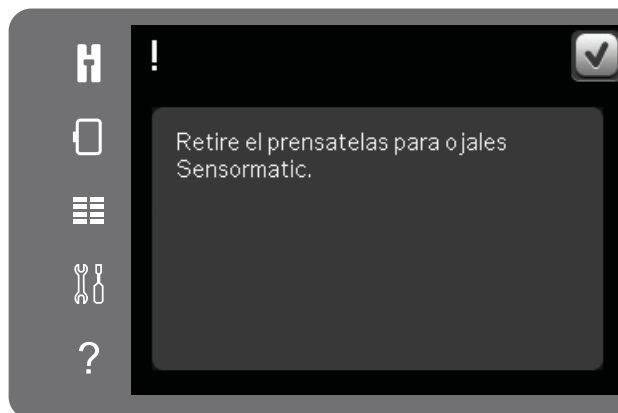 !
Retire el prensatelas para ojales
Sensormatic.
?